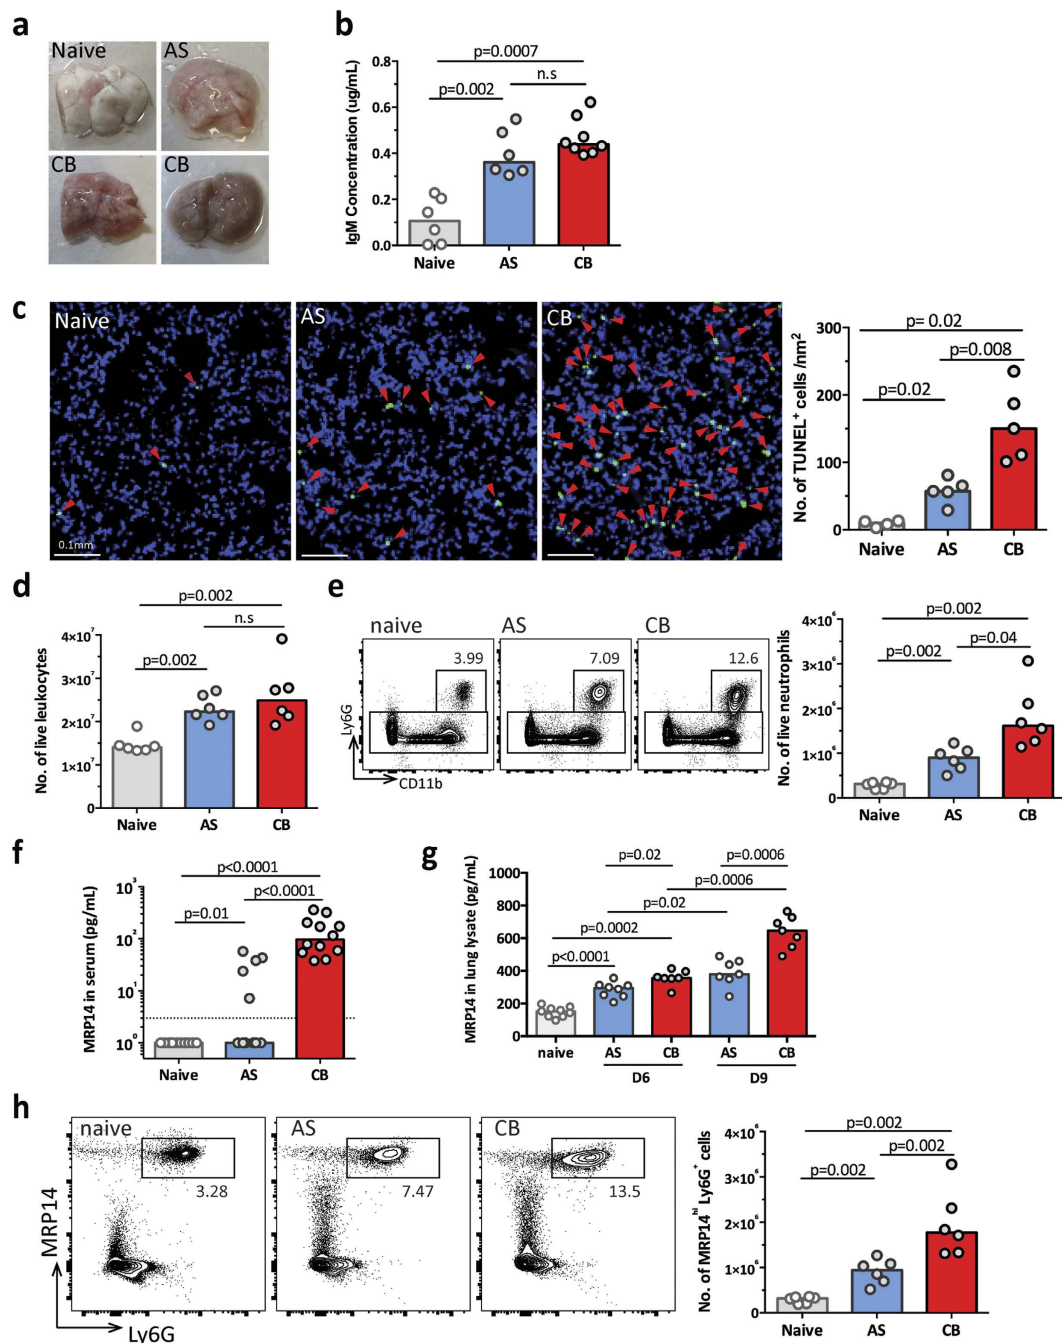 a
Naive
AS
CB
CB
b
p=0.0007
n.s
p=0.002
IgM Concentration (ug/mL)
0.8
0.6
0.4
0.2
0.0
Naive
AS
CB
c
Naive
AS
CB
0.1mm
p= 0.02
p=0.008
p=0.02
No. of TUNEL⁺ cells /nm²
300
200
100
0
Naive
AS
CB
d
p=0.002
n.s
p=0.002
No. of live leukocytes
4×10⁷
3×10⁷
2×10⁷
1×10⁷
0
Naive
AS
CB
e
naive
AS
CB
3.99
7.09
12.6
Ly6G
CD11b
p=0.002
p=0.04
p=0.002
No. of live neutrophils
4×10⁶
3×10⁶
2×10⁶
1×10⁶
0
Naive
AS
CB
f
p<0.0001
p<0.0001
p=0.01
MRP14 in serum (pg/mL)
10³
10²
10¹
10⁰
Naive
AS
CB
g
p=0.02
p=0.0006
p=0.0006
p=0.02
p=0.0002
p<0.0001
MRP14 in lung lysate (pg/mL)
1000
800
600
400
200
0
naive
AS
CB
AS
CB
D6
D9
h
naive
AS
CB
3.28
7.47
13.5
MRP14
Ly6G
p=0.002
p=0.002
p=0.002
No. of MRP14ʰⁱ Ly6G⁺ cells
4×10⁶
3×10⁶
2×10⁶
1×10⁶
0
Naive
AS
CB